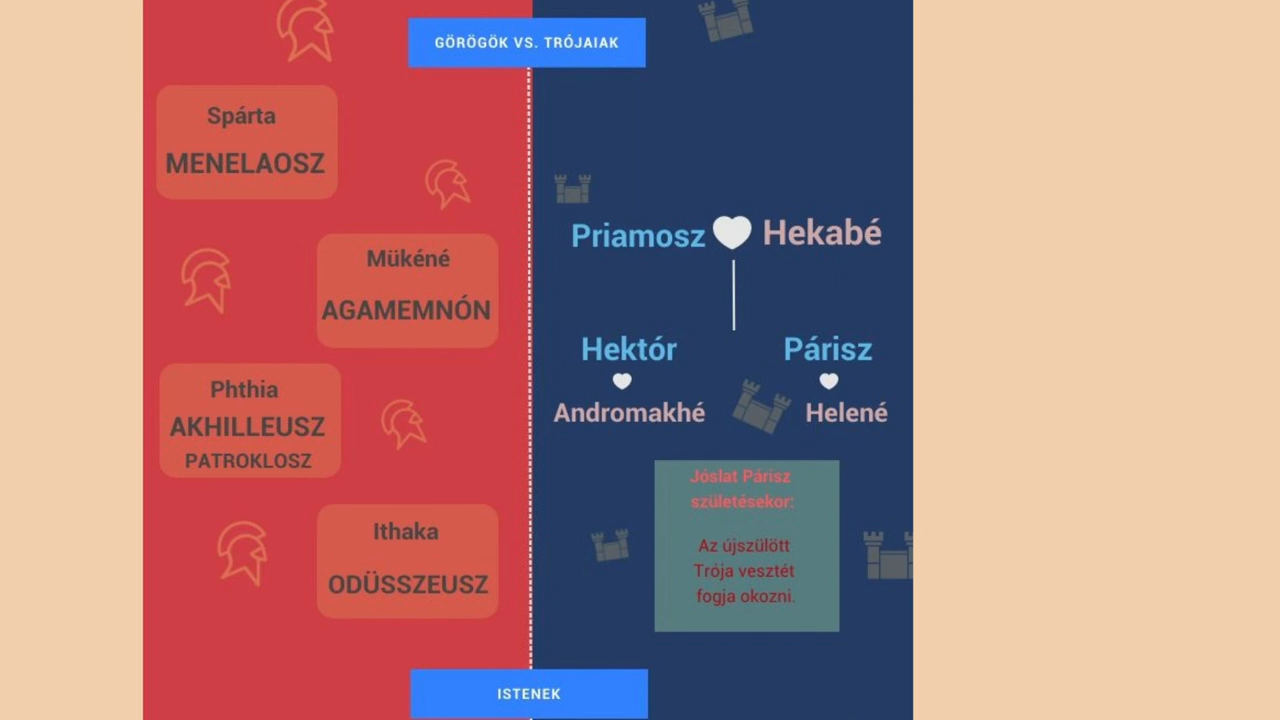 GÖRÖGÖK VS. TRÓJAIAK
Spárta
MENELAOSZ
Mükéné
AGAMEMNÓN
Phthia
AKHILLEUSZ
PATROKLOSZ
Ithaka
ODÜSSZEUSZ
Priamosz Hekabé
Hektór Párisz
Andromakhé Helené
Jóslat Párisz
születésekor:
Az újszülött
Trója vesztét
fogja okozni.
ISTENEK